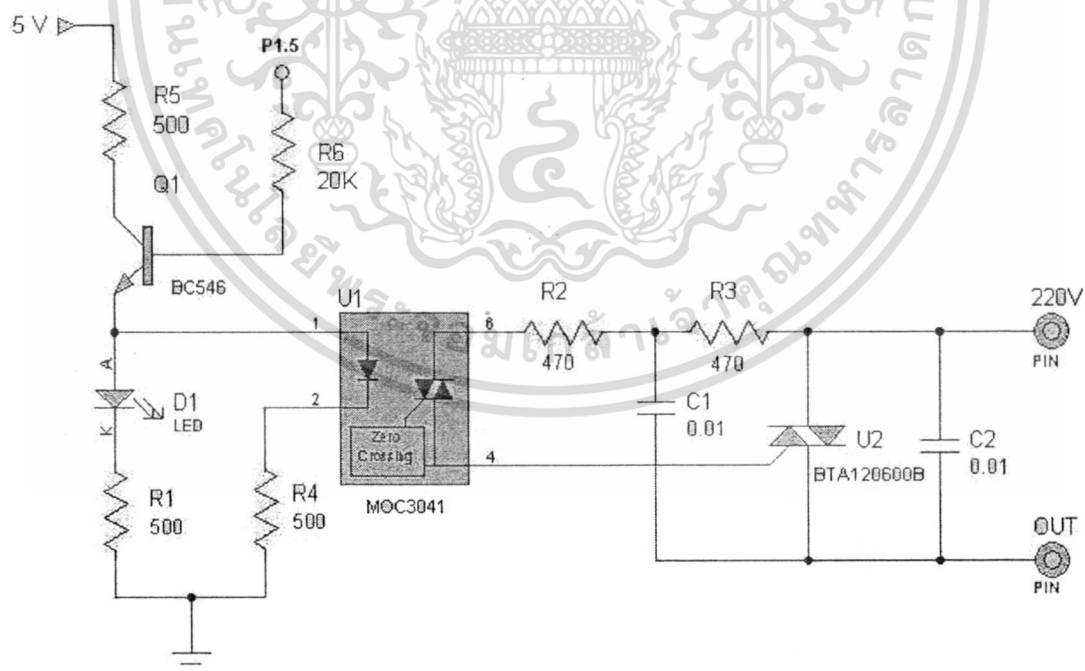 5 V
P1.5
R5
500
R6
20K
Q1
BC546
U1
1
2
6
4
Zero
Crossing
MOC3041
R2
470
R3
470
220V
PIN
A
K
D1
LED
R1
500
R4
500
C1
0.01
U2
BTA120600B
C2
0.01
OUT
PIN